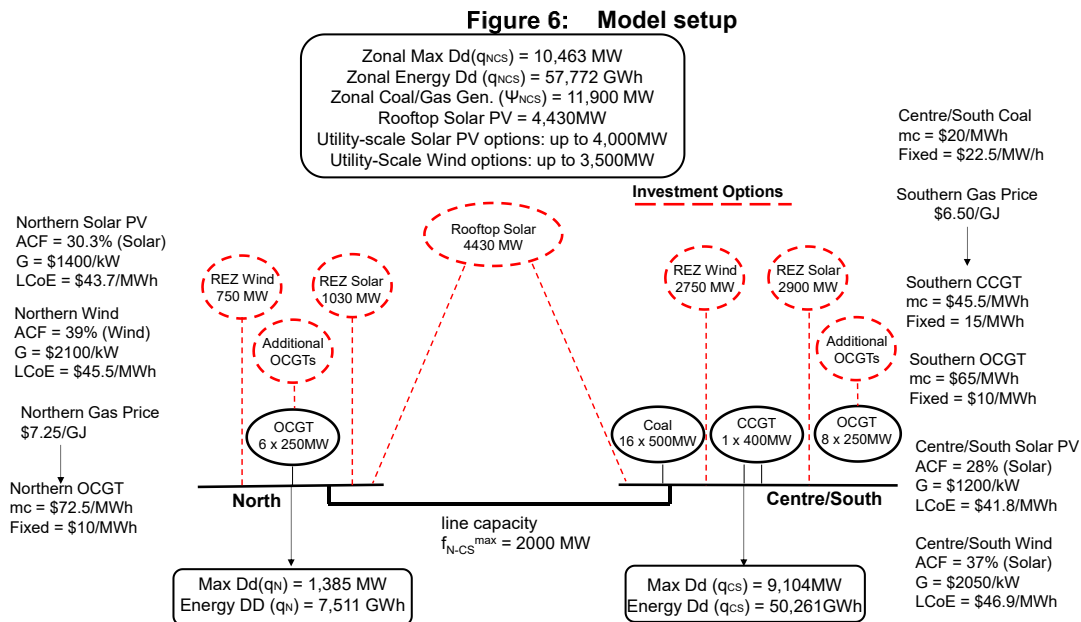 Figure 6: Model setup
Zonal Max Dd(qNCS) = 10,463 MW
Zonal Energy Dd (qNCS) = 57,772 GWh
Zonal Coal/Gas Gen. (ΨNCS) = 11,900 MW
Rooftop Solar PV = 4,430MW
Utility-scale Solar PV options: up to 4,000MW
Utility-Scale Wind options: up to 3,500MW
Investment Options
Northern Solar PV
ACF = 30.3% (Solar)
G = $1400/kW
LCoE = $43.7/MWh
Northern Wind
ACF = 39% (Wind)
G = $2100/kW
LCoE = $45.5/MWh
Northern Gas Price
$7.25/GJ
Northern OCGT
mc = $72.5/MWh
Fixed = $10/MWh
REZ Wind
750 MW
REZ Solar
1030 MW
Additional
OCGTs
OCGT
6 x 250MW
Rooftop Solar
4430 MW
REZ Wind
2750 MW
REZ Solar
2900 MW
Additional
OCGTs
Coal
16 x 500MW
CCGT
1 x 400MW
OCGT
8 x 250MW
North
Centre/South
line capacity
fN-CSmax = 2000 MW
Max Dd(qN) = 1,385 MW
Energy DD (qN) = 7,511 GWh
Max Dd (qCS) = 9,104MW
Energy Dd (qCS) = 50,261GWh
Centre/South Coal
mc = $20/MWh
Fixed = $22.5/MW/h
Southern Gas Price
$6.50/GJ
Southern CCGT
mc = $45.5/MWh
Fixed = 15/MWh
Southern OCGT
mc = $65/MWh
Fixed = $10/MWh
Centre/South Solar PV
ACF = 28% (Solar)
G = $1200/kW
LCoE = $41.8/MWh
Centre/South Wind
ACF = 37% (Solar)
G = $2050/kW
LCoE = $46.9/MWh